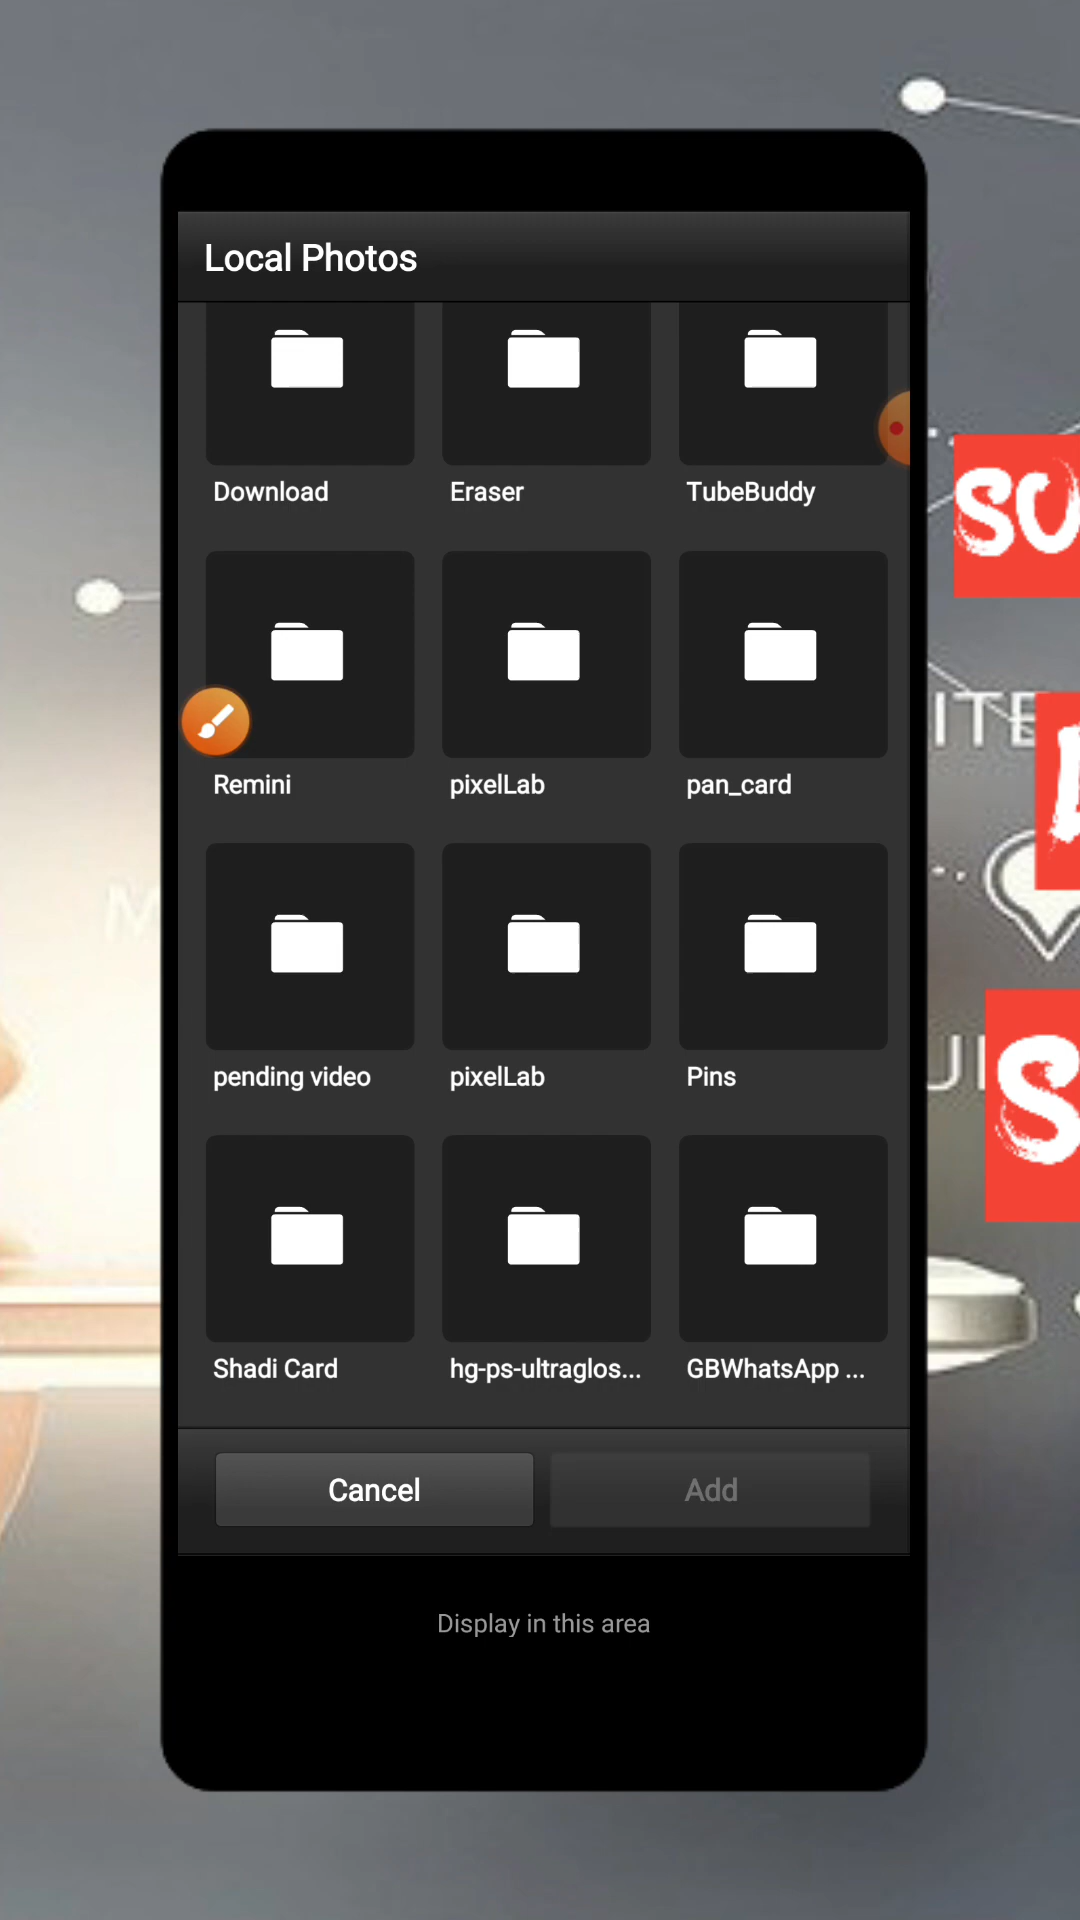 Local Photos
Download
Eraser
TubeBuddy
Remini
pixelLab
pan_card
pending video
pixelLab
Pins
Shadi Card
hg-ps-ultraglos...
GBWhatsApp ...
Cancel
Add
Display in this area